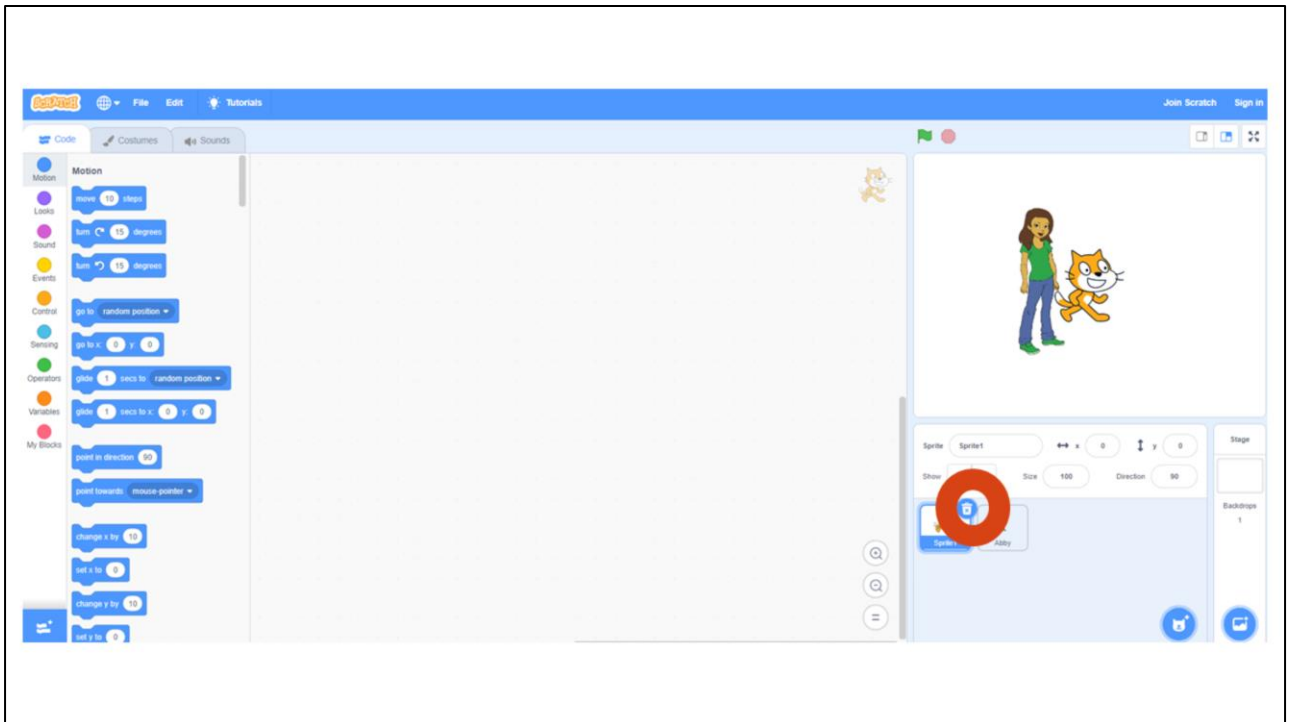 SCRATCH File Edit Tutorials Join Scratch Sign in
Code Costumes Sounds
Motion
Looks
Sound
Events
Control
Sensing
Operators
Variables
My Blocks
Motion
move 10 steps
turn 15 degrees
turn 15 degrees
go to random position
go to x: 0 y: 0
glide 1 secs to random position
glide 1 secs to x: 0 y: 0
point in direction 90
point towards mouse-pointer
change x by 10
set x to 0
change y by 10
set y to 0
Sprite Sprite1 x 0 y 0
Show Size 100 Direction 90
Abby
Stage
Backdrops
1